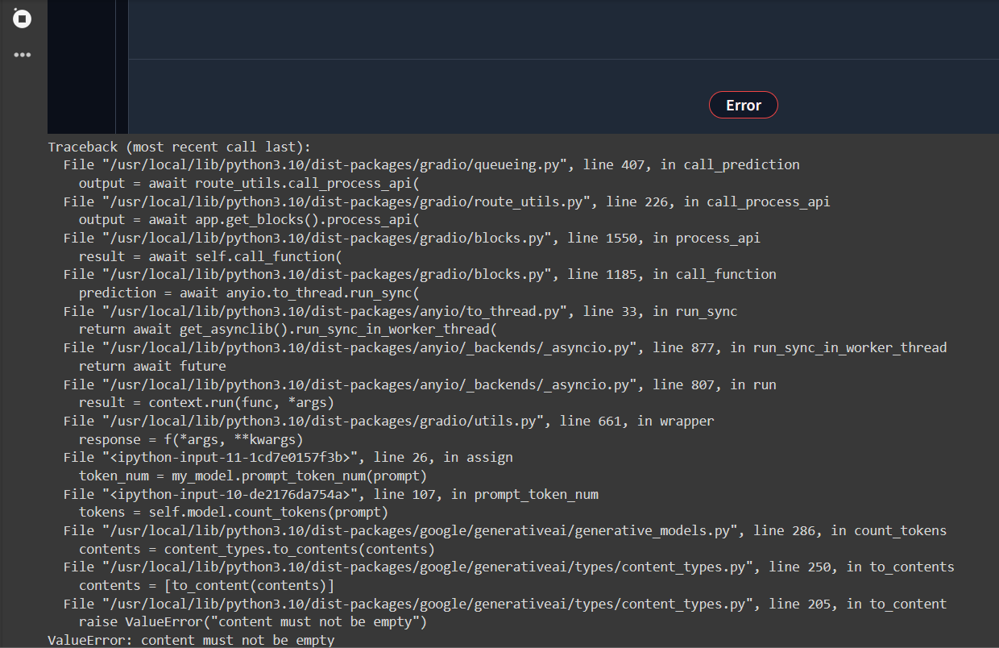 Error
Traceback (most recent call last):
File "/usr/local/lib/python3.10/dist-packages/gradio/queueing.py", line 407, in call_prediction
output = await route_utils.call_process_api(
File "/usr/local/lib/python3.10/dist-packages/gradio/route_utils.py", line 226, in call_process_api
output = await app.get_blocks().process_api(
File "/usr/local/lib/python3.10/dist-packages/gradio/blocks.py", line 1550, in process_api
result = await self.call_function(
File "/usr/local/lib/python3.10/dist-packages/gradio/blocks.py", line 1185, in call_function
prediction = await anyio.to_thread.run_sync(
File "/usr/local/lib/python3.10/dist-packages/anyio/to_thread.py", line 33, in run_sync
return await get_asynclib().run_sync_in_worker_thread(
File "/usr/local/lib/python3.10/dist-packages/anyio/_backends/_asyncio.py", line 877, in run_sync_in_worker_thread
return await future
File "/usr/local/lib/python3.10/dist-packages/anyio/_backends/_asyncio.py", line 807, in run
result = context.run(func, *args)
File "/usr/local/lib/python3.10/dist-packages/gradio/utils.py", line 661, in wrapper
response = f(*args, **kwargs)
File "<ipython-input-11-1cd7e0157f3b>", line 26, in assign
token_num = my_model.prompt_token_num(prompt)
File "<ipython-input-10-de2176da754a>", line 107, in prompt_token_num
tokens = self.model.count_tokens(prompt)
File "/usr/local/lib/python3.10/dist-packages/google/generativeai/generative_models.py", line 286, in count_tokens
contents = content_types.to_contents(contents)
File "/usr/local/lib/python3.10/dist-packages/google/generativeai/types/content_types.py", line 250, in to_contents
contents = [to_content(contents)]
File "/usr/local/lib/python3.10/dist-packages/google/generativeai/types/content_types.py", line 205, in to_content
raise ValueError("content must not be empty")
ValueError: content must not be empty